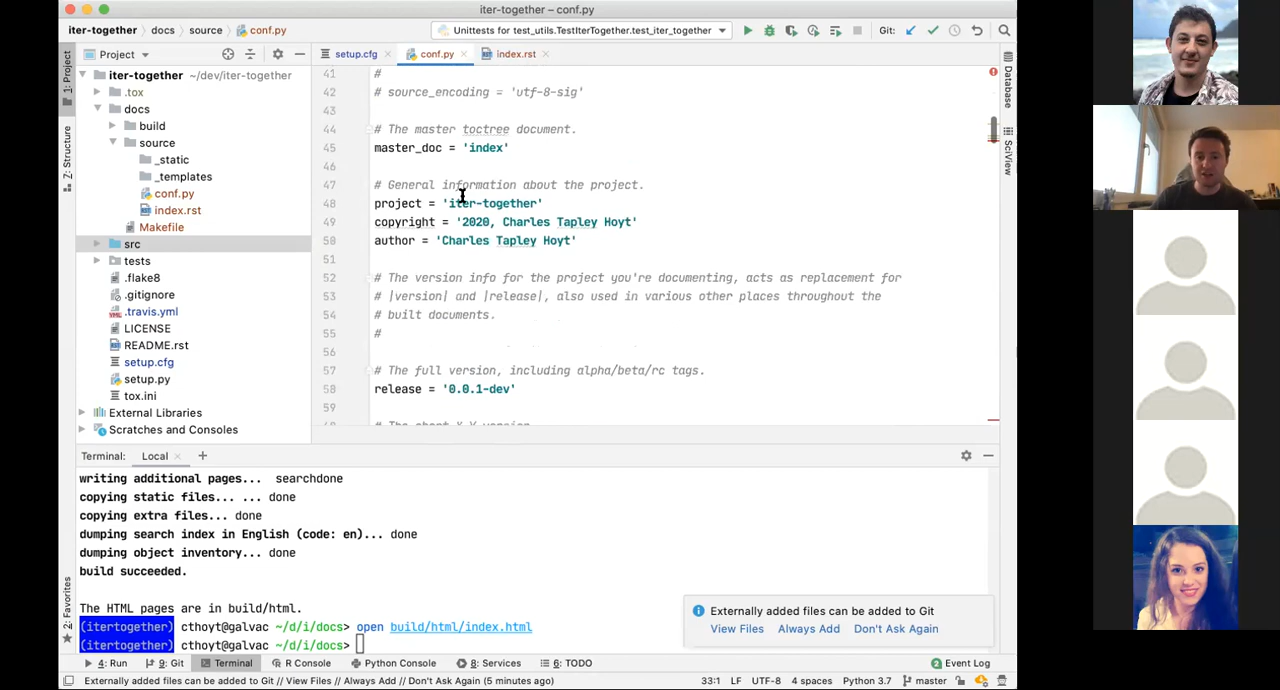 iter-together – conf.py
iter-together
docs
source
conf.py
Unittests for test_utils.TestIterTogether.test_iter_together
Git:
Project
setup.cfg
conf.py
index.rst
1: Project
Z: Structure
2: Favorites
Database
SciView
iter-together ~/dev/iter-together
.tox
docs
build
source
_static
_templates
conf.py
index.rst
Makefile
src
tests
.flake8
.gitignore
.travis.yml
LICENSE
README.rst
setup.cfg
setup.py
tox.ini
External Libraries
Scratches and Consoles
41 #
42 # source_encoding = 'utf-8-sig'
43
44 # The master toctree document.
45 master_doc = 'index'
46
47 # General information about the project.
48 project = 'iter-together'
49 copyright = '2020, Charles Tapley Hoyt'
50 author = 'Charles Tapley Hoyt'
51
52 # The version info for the project you're documenting, acts as replacement for
53 # |version| and |release|, also used in various other places throughout the
54 # built documents.
55 #
56
57 # The full version, including alpha/beta/rc tags.
58 release = '0.0.1-dev'
59
Terminal: Local
writing additional pages... searchdone
copying static files... ... done
copying extra files... done
dumping search index in English (code: en)... done
dumping object inventory... done
build succeeded.
The HTML pages are in build/html.
(itertogether) cthoyt@galvac ~/d/i/docs> open build/html/index.html
(itertogether) cthoyt@galvac ~/d/i/docs>
Externally added files can be added to Git
View Files Always Add Don't Ask Again
4: Run
9: Git
Terminal
R Console
Python Console
8: Services
6: TODO
2 Event Log
Externally added files can be added to Git // View Files // Always Add // Don't Ask Again (5 minutes ago)
33:1 LF UTF-8 4 spaces Python 3.7 master